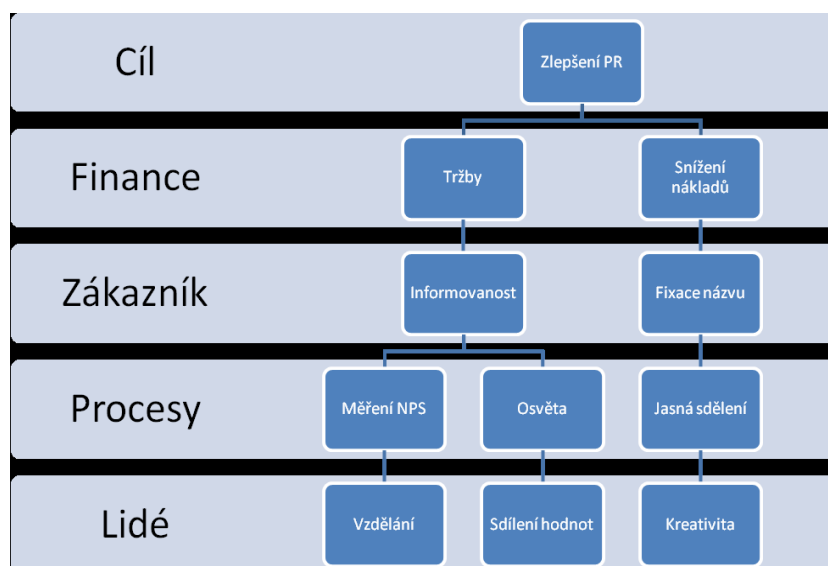 Cíl
Zlepšení PR
Finance
Tržby
Snížení
nákladů
Zákazník
Informovanost
Fixace názvu
Procesy
Měření NPS
Osvěta
Jasná sdělení
Lidé
Vzdělání
Sdílení hodnot
Kreativita